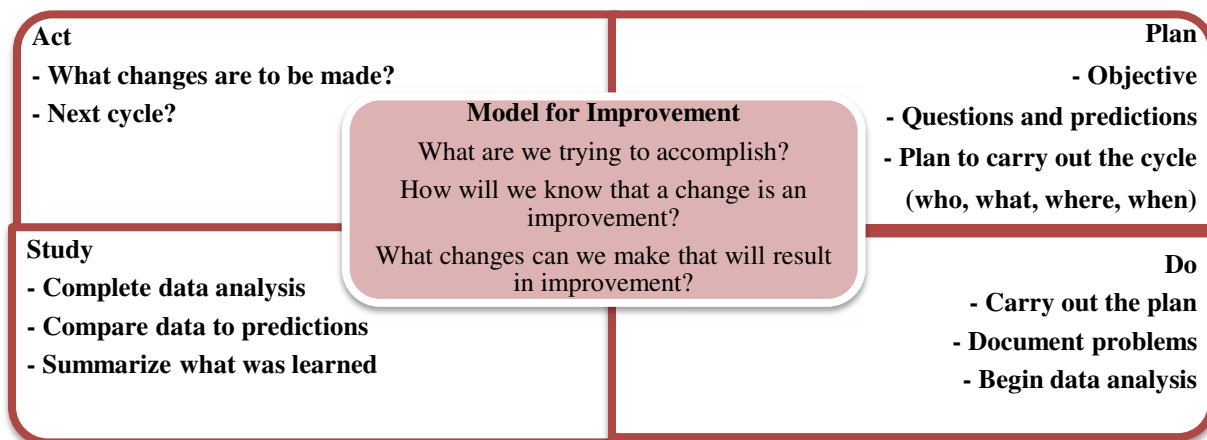 Act
- What changes are to be made?
- Next cycle?
Plan
- Objective
- Questions and predictions
- Plan to carry out the cycle
(who, what, where, when)
Model for Improvement
What are we trying to accomplish?
How will we know that a change is an
improvement?
What changes can we make that will result
in improvement?
Study
- Complete data analysis
- Compare data to predictions
- Summarize what was learned
Do
- Carry out the plan
- Document problems
- Begin data analysis